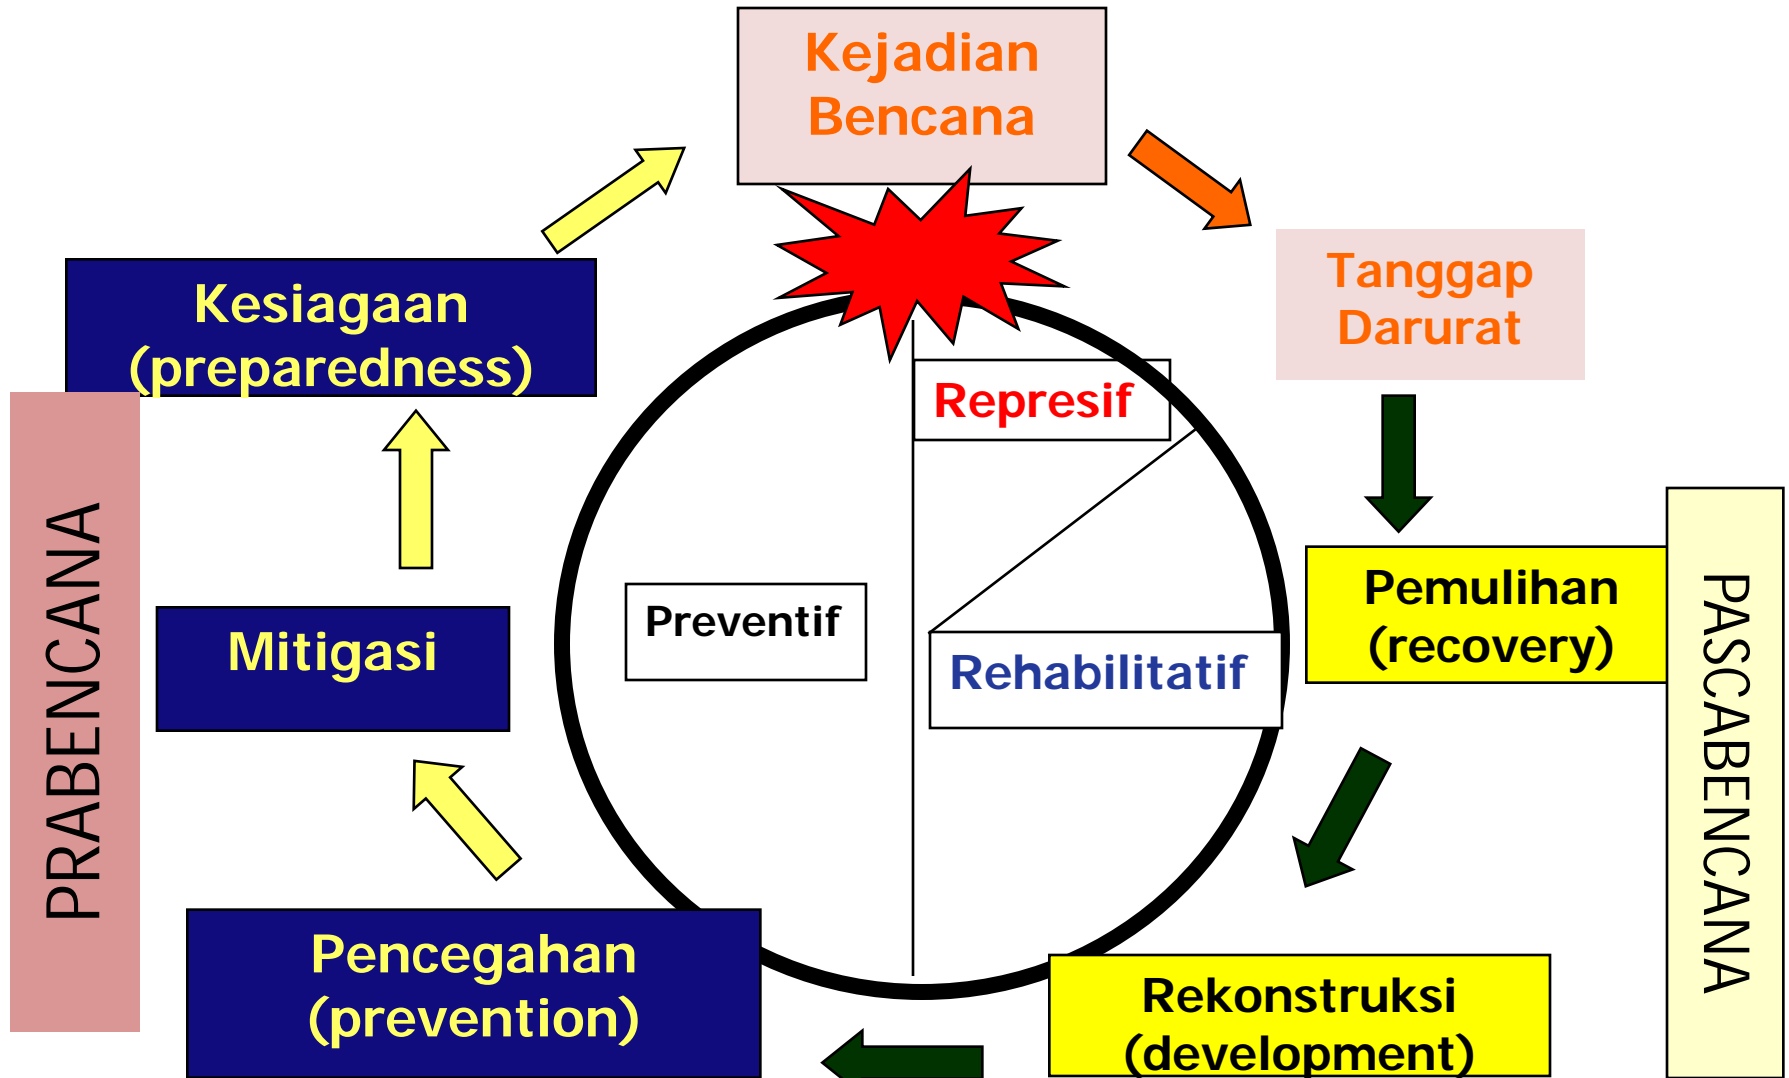 Kejadian
Bencana
Tanggap
Darurat
Kesiagaan
(preparedness)
Represif
PRABENCANA
Preventif
Mitigasi
Rehabilitatif
Pemulihan
(recovery)
PASCABENCANA
Pencegahan
(prevention)
Rekonstruksi
(development)